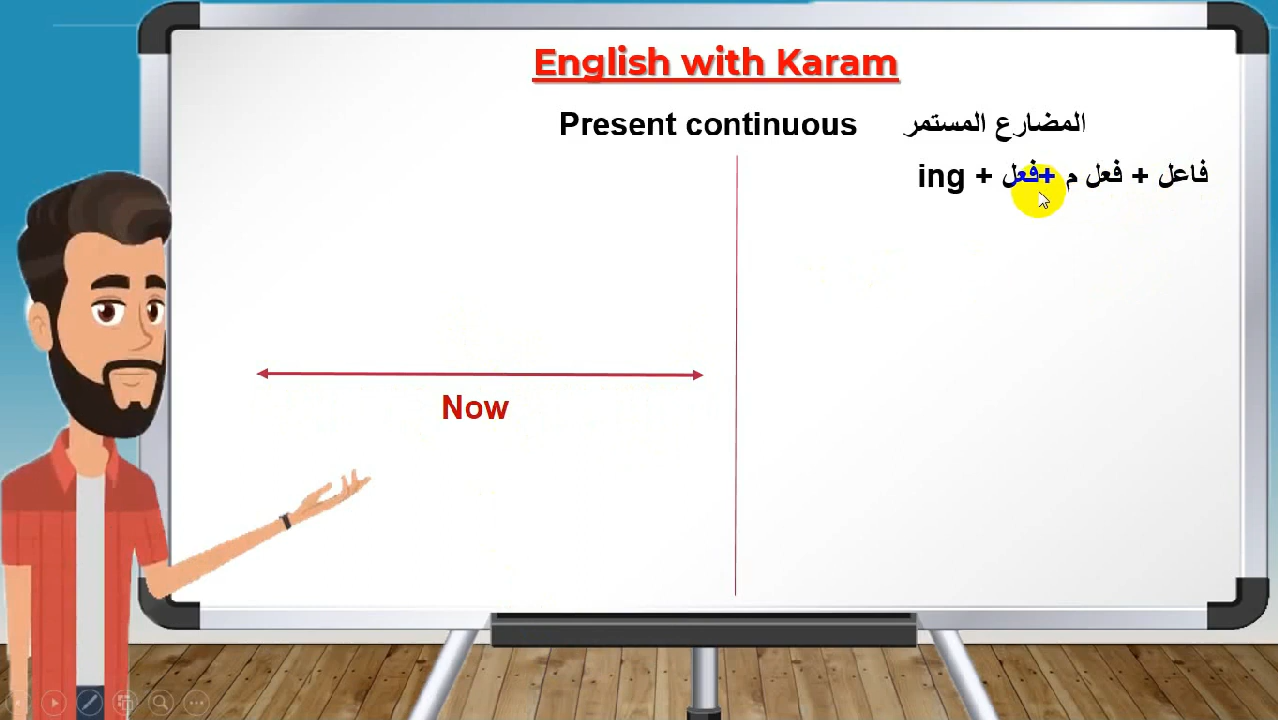 English with Karam
Present continuous المضارع المستمر
فاعل + فعل م +فعل + ing
Now